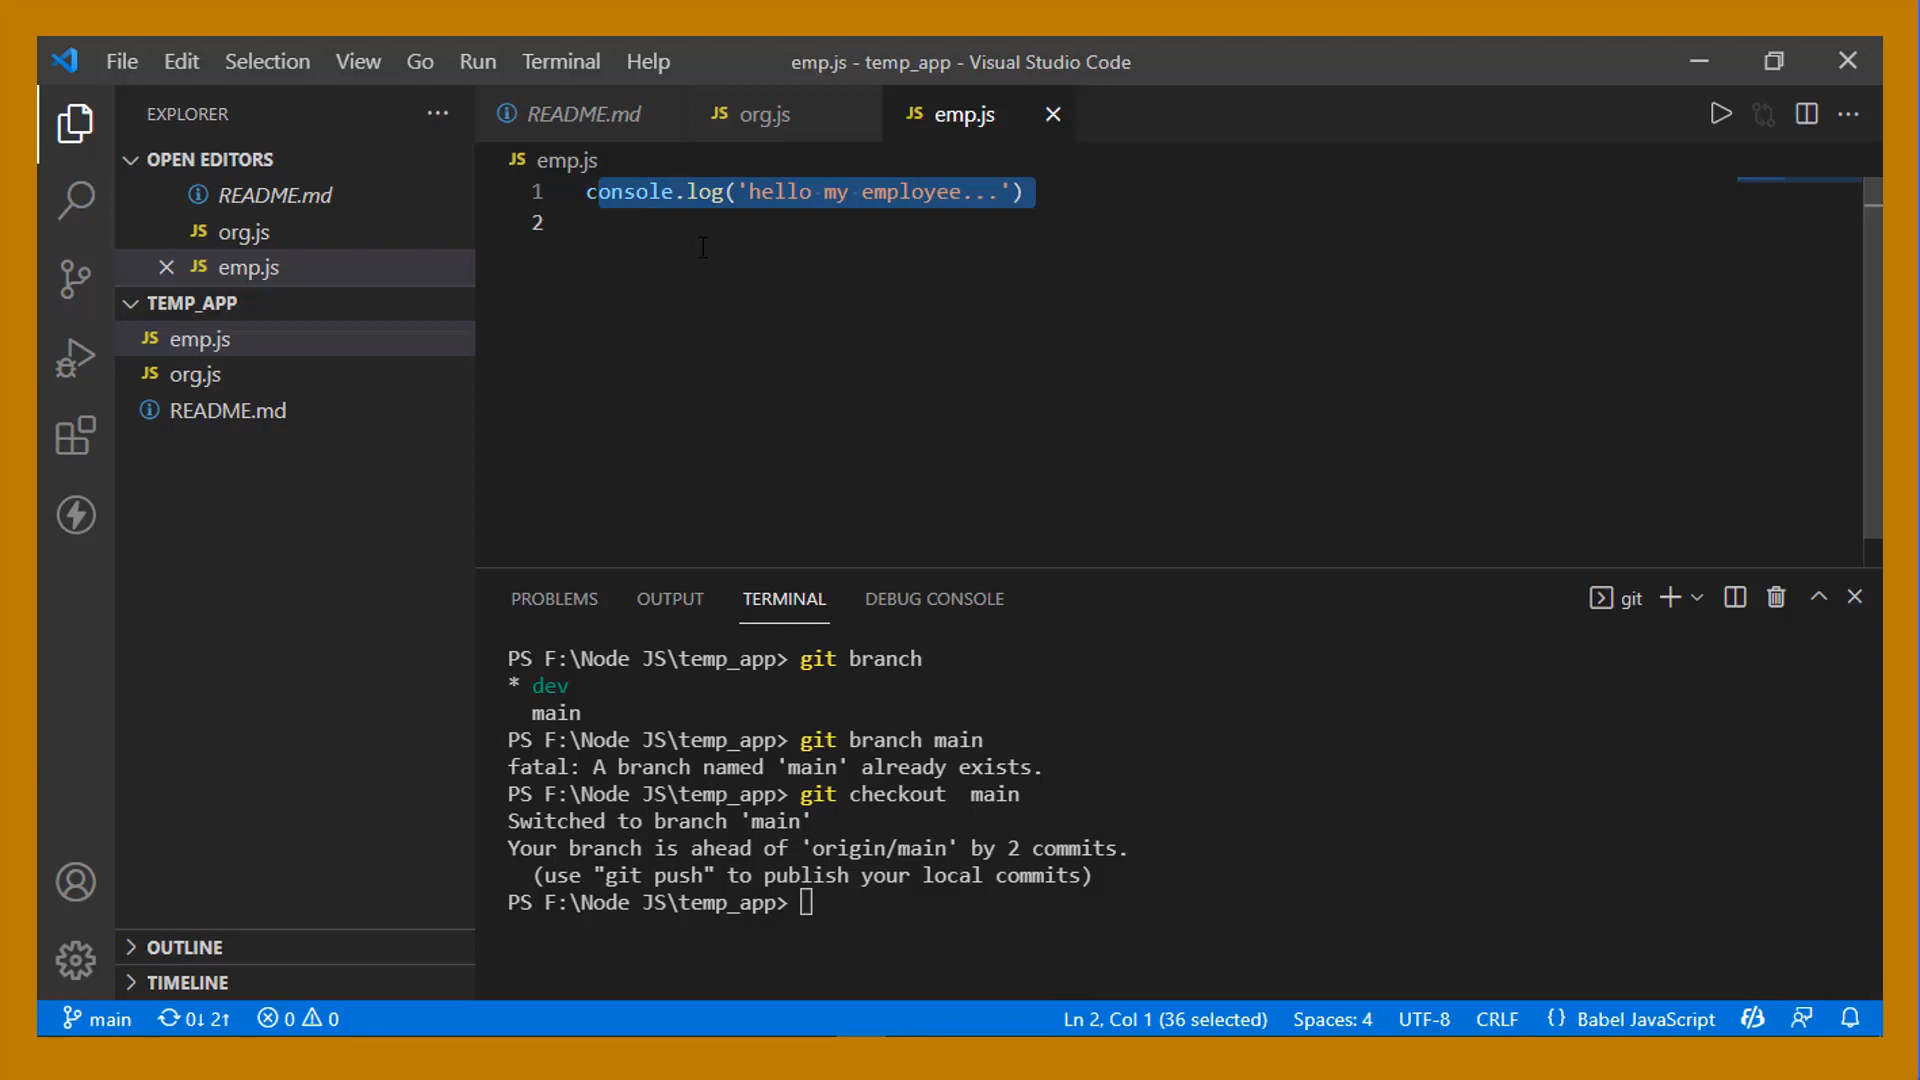 File Edit Selection View Go Run Terminal Help emp.js - temp_app - Visual Studio Code
EXPLORER
OPEN EDITORS
README.md
JS org.js
JS emp.js
TEMP_APP
JS emp.js
JS org.js
README.md
OUTLINE
TIMELINE
README.md JS org.js JS emp.js
JS emp.js
1 console.log('hello my employee...')
2
PROBLEMS OUTPUT TERMINAL DEBUG CONSOLE git
PS F:\Node JS\temp_app> git branch
* dev
main
PS F:\Node JS\temp_app> git branch main
fatal: A branch named 'main' already exists.
PS F:\Node JS\temp_app> git checkout  main
Switched to branch 'main'
Your branch is ahead of 'origin/main' by 2 commits.
(use "git push" to publish your local commits)
PS F:\Node JS\temp_app>
main 0↓ 2↑ 0 0 Ln 2, Col 1 (36 selected) Spaces: 4 UTF-8 CRLF {} Babel JavaScript